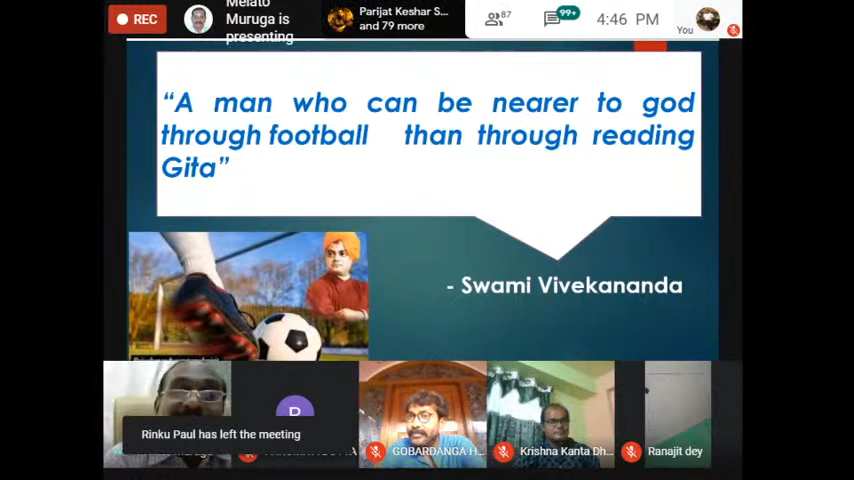 REC
Melato
Muruga is
presenting
Parijat Keshar S...
and 79 more
87
99+
4:46 PM
You
“A man who can be nearer to god
through football than through reading
Gita”
- Swami Vivekananda
Rinku Paul has left the meeting
R
GOBARDANGA H...
Krishna Kanta Dh...
Ranajit dey